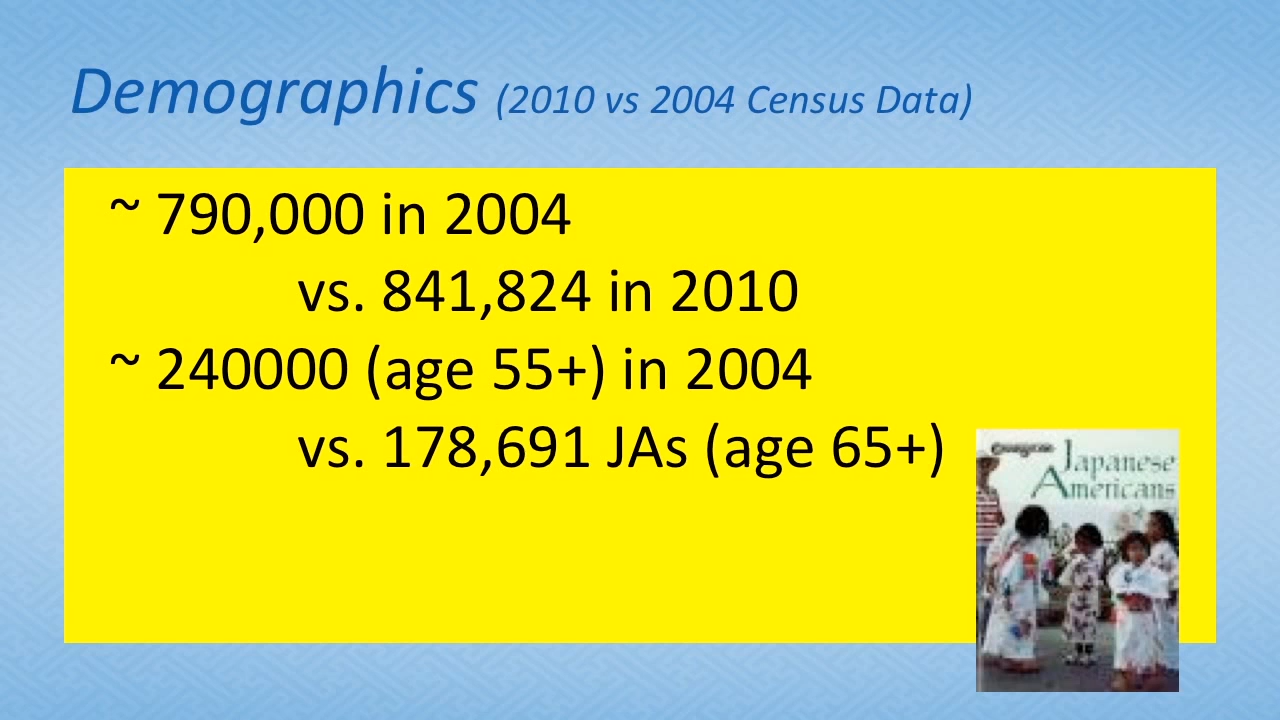 Demographics (2010 vs 2004 Census Data)
~ 790,000 in 2004
vs. 841,824 in 2010
~ 240000 (age 55+) in 2004
vs. 178,691 JAs (age 65+)
Japanese
Americans